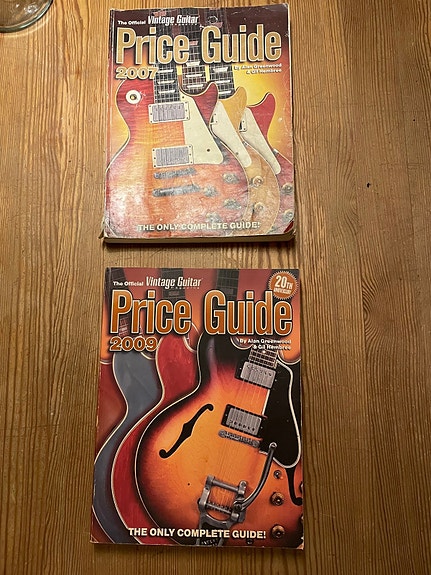 The Official Vintage Guitar
Price Guide
2007
By Alan Greenwood
& Gil Hembree
THE ONLY COMPLETE GUIDE!
The Official Vintage Guitar
20TH
ANNIVERSARY
Price Guide
2009
By Alan Greenwood
& Gil Hembree
THE ONLY COMPLETE GUIDE!